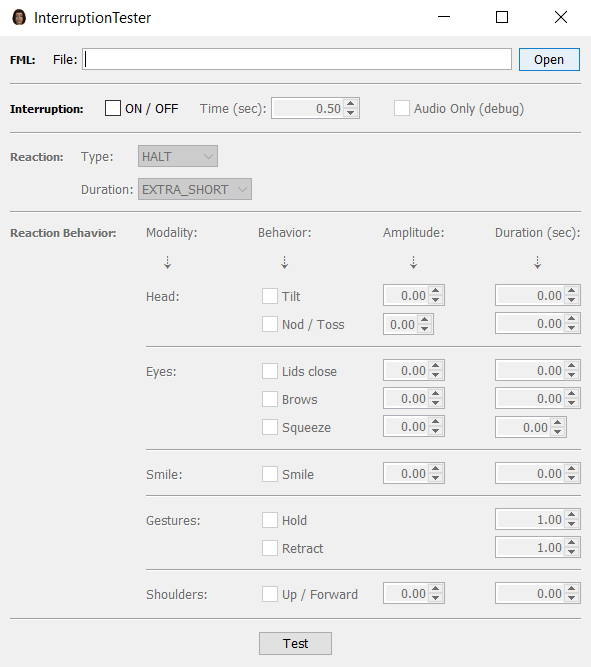 InterruptionTester
FML: File: Open
Interruption: ON / OFF Time (sec): 0.50 Audio Only (debug)
Reaction: Type: HALT
Duration: EXTRA_SHORT
Reaction Behavior: Modality: Behavior: Amplitude: Duration (sec):
Head: Tilt 0.00 0.00
Nod / Toss 0.00 0.00
Eyes: Lids close 0.00 0.00
Brows 0.00 0.00
Squeeze 0.00 0.00
Smile: Smile 0.00 0.00
Gestures: Hold 1.00
Retract 1.00
Shoulders: Up / Forward 0.00 0.00
Test